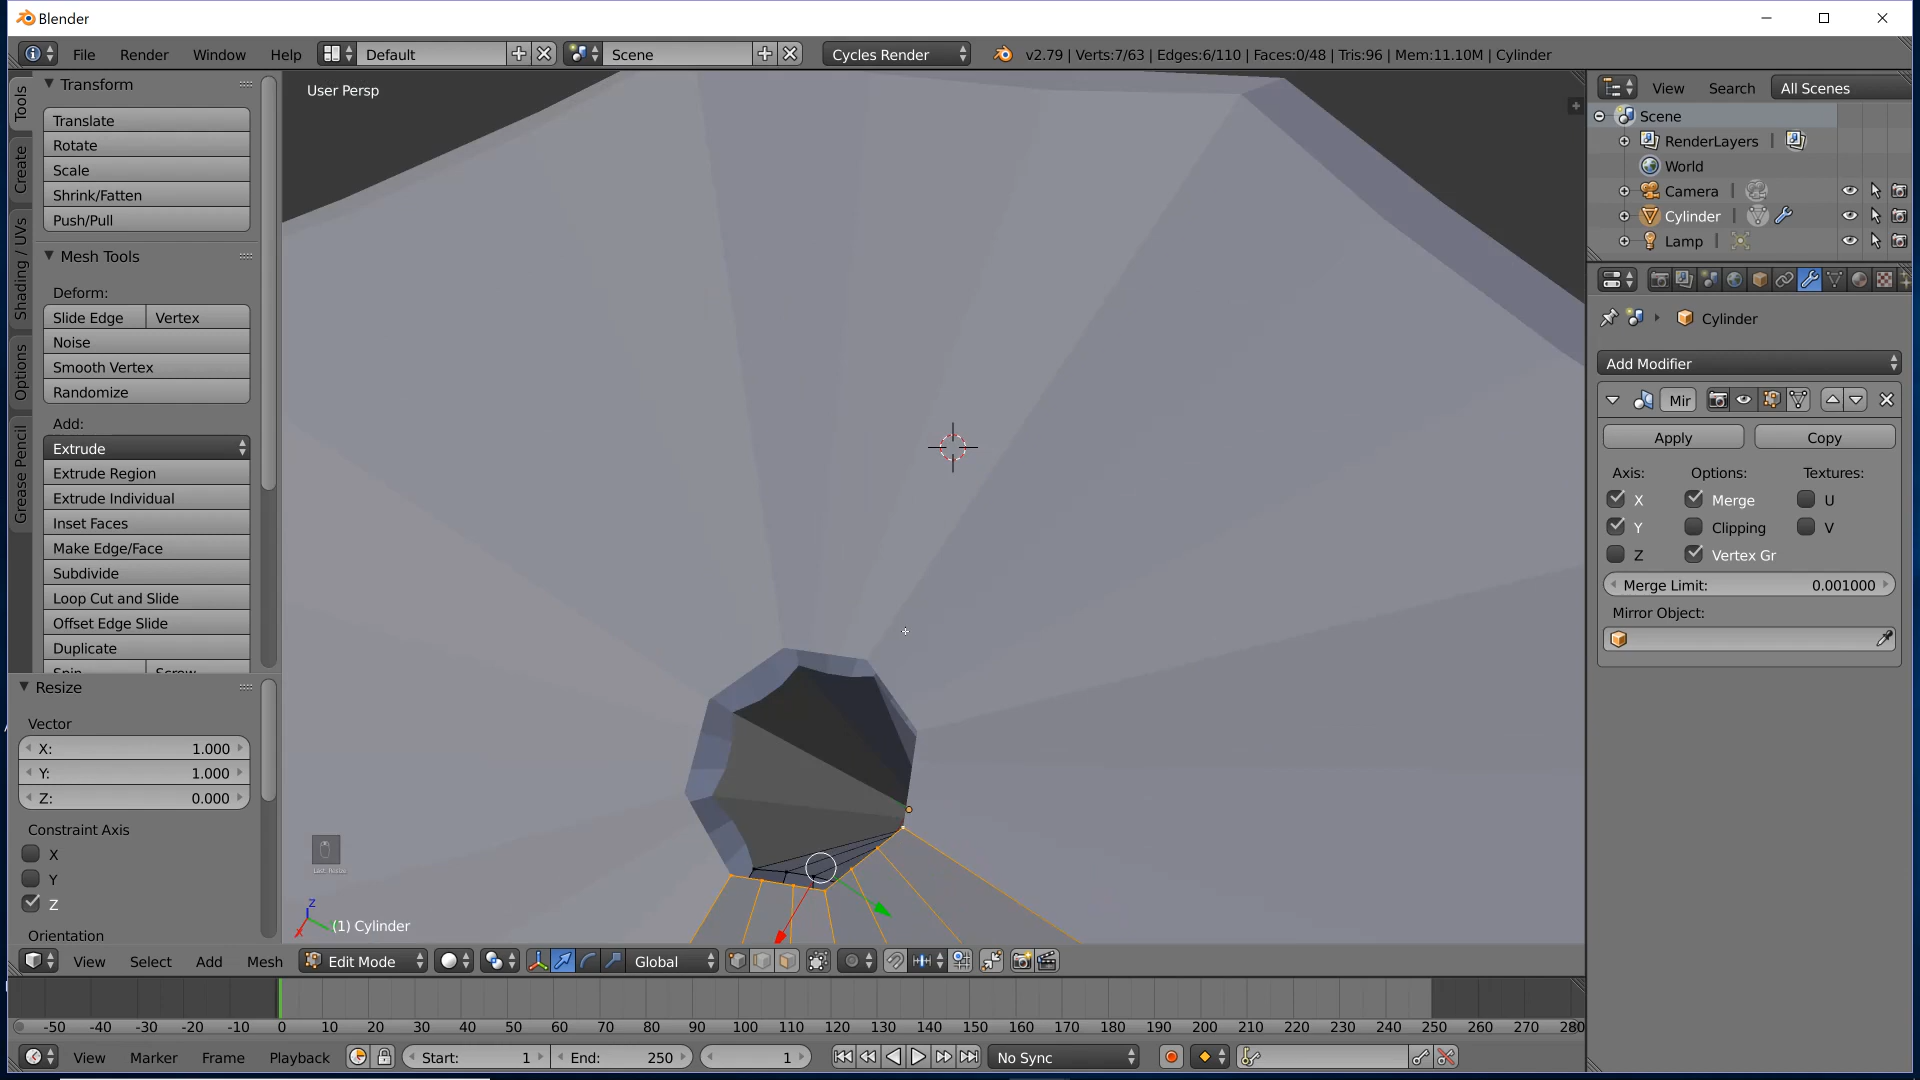 Blender
File Render Window Help Default Scene Cycles Render v2.79 | Verts:7/63 | Edges:6/110 | Faces:0/48 | Tris:96 | Mem:11.10M | Cylinder
Tools
Create
Shading / UVs
Options
Grease Pencil
Transform
Translate
Rotate
Scale
Shrink/Fatten
Push/Pull
Mesh Tools
Deform:
Slide Edge Vertex
Noise
Smooth Vertex
Randomize
Add:
Extrude
Extrude Region
Extrude Individual
Inset Faces
Make Edge/Face
Subdivide
Loop Cut and Slide
Offset Edge Slide
Duplicate
Spin Screw
Resize
Vector
X: 1.000
Y: 1.000
Z: 0.000
Constraint Axis
X
Y
Z
Orientation
User Persp
Z
X
(1) Cylinder
View Search All Scenes
Scene
RenderLayers |
World
Camera |
Cylinder |
Lamp |
Cylinder
Add Modifier
Mir
Apply Copy
Axis: Options: Textures:
X Merge U
Y Clipping V
Z Vertex Gr
Merge Limit: 0.001000
Mirror Object:
View Select Add Mesh Edit Mode Global
-50 -40 -30 -20 -10 0 10 20 30 40 50 60 70 80 90 100 110 120 130 140 150 160 170 180 190 200 210 220 230 240 250 260 270 280
View Marker Frame Playback Start: 1 End: 250 1 No Sync